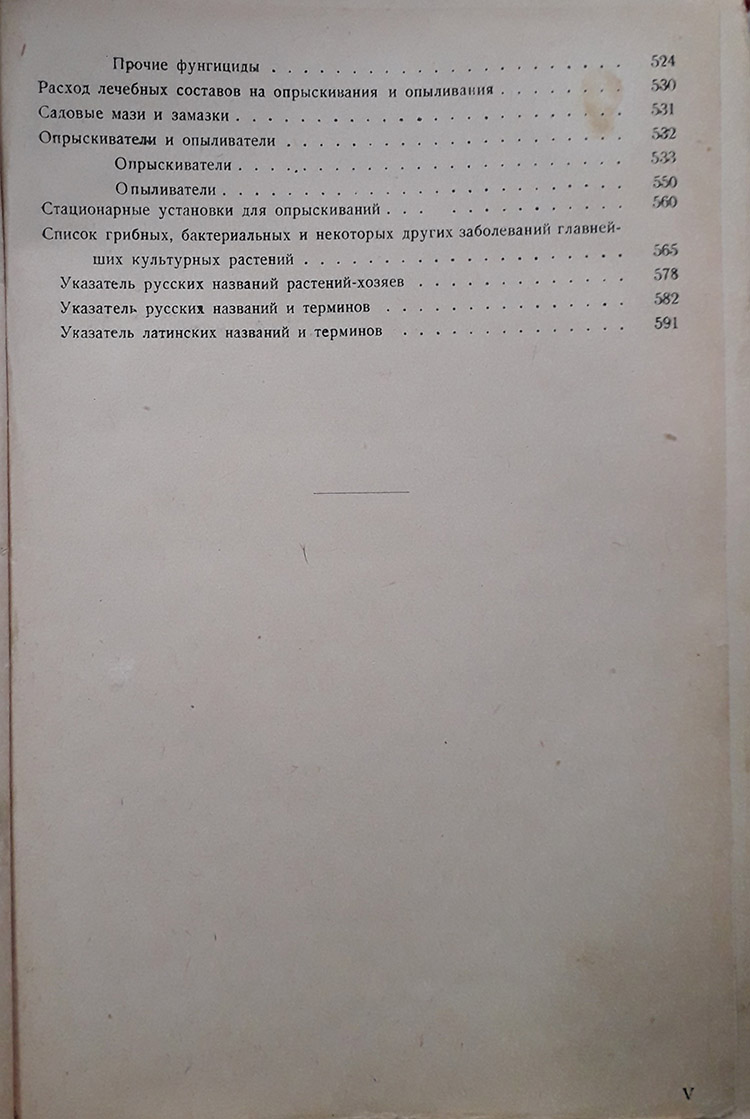 Прочие фунгициды . . . . . . . . . . . . . . . . . . . . . . 524
Расход лечебных составов на опрыскивания и опыливания . . . . . . . . 530
Садовые мази и замазки . . . . . . . . . . . . . . . . . . . . . . 531
Опрыскиватели и опыливатели . . . . . . . . . . . . . . . . . . . . 532
Опрыскиватели . . . . . . . . . . . . . . . . . . . . . . 533
Опыливатели . . . . . . . . . . . . . . . . . . . . . . 550
Стационарные установки для опрыскиваний . . . . . . . . . . . . . 560
Список грибных, бактериальных и некоторых других заболеваний главней-
ших культурных растений . . . . . . . . . . . . . . . . . . 565
Указатель русских названий растений-хозяев . . . . . . . . . . . . . 578
Указатель русских названий и терминов . . . . . . . . . . . . . . . 582
Указатель латинских названий и терминов . . . . . . . . . . . . . . 591
V